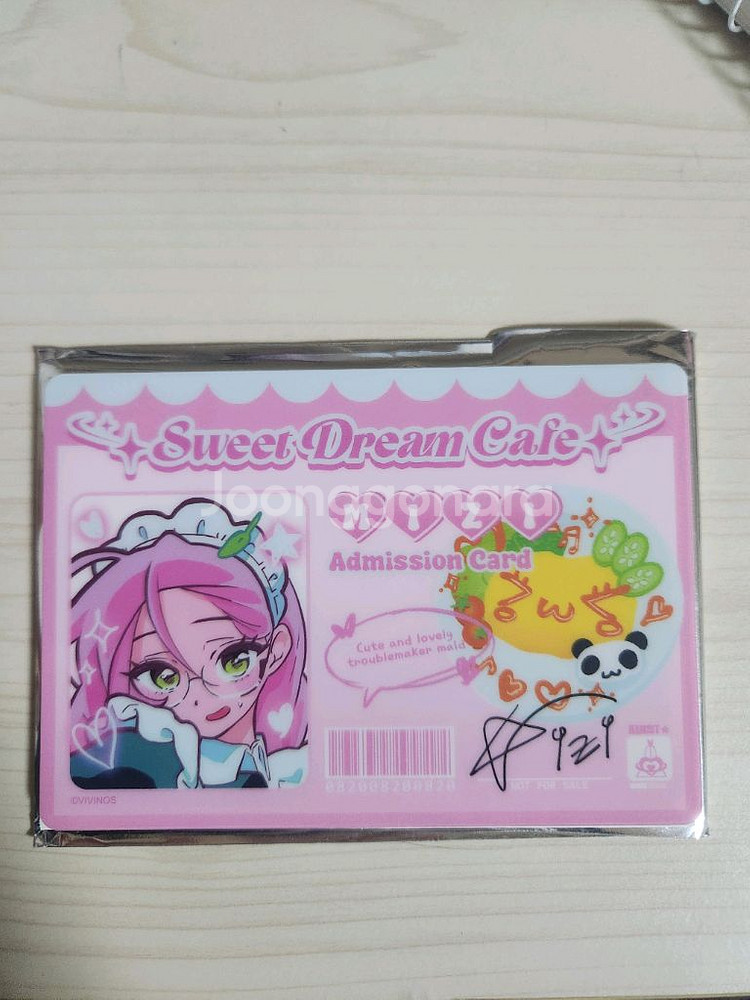 Sweet Dream Cafe
Joonggonara
MIZI
Admission Card
Cute and lovely
troublemaker maid
MiZi
NOT FOR SALE
©VIVINOS